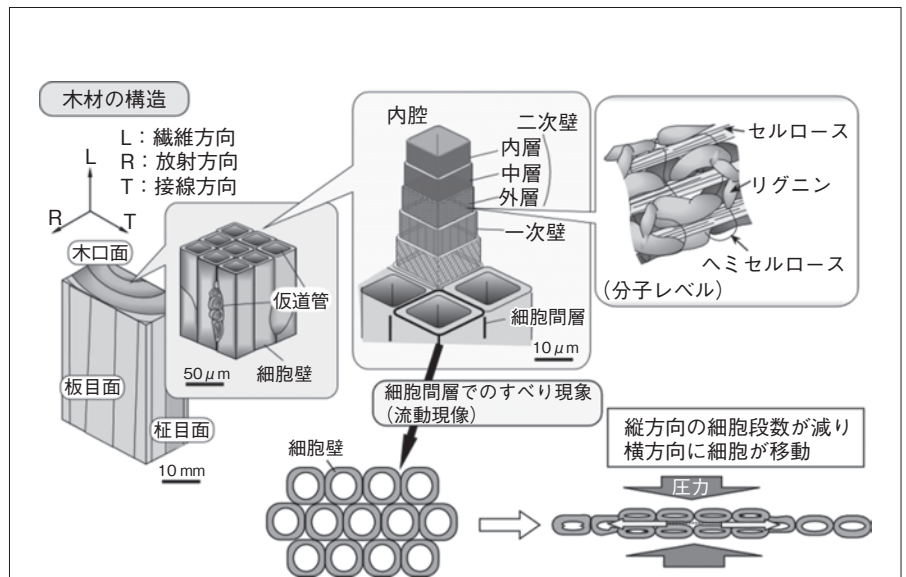 木材の構造
L：繊維方向
R：放射方向
T：接線方向
L
R
T
木口面
板目面
柾目面
10 mm
仮道管
細胞壁
50μm
内腔
二次壁
内層
中層
外層
一次壁
細胞間層
10μm
セルロース
リグニン
ヘミセルロース
(分子レベル)
細胞間層でのすべり現象
(流動現像)
細胞壁
縦方向の細胞段数が減り
横方向に細胞が移動
圧力